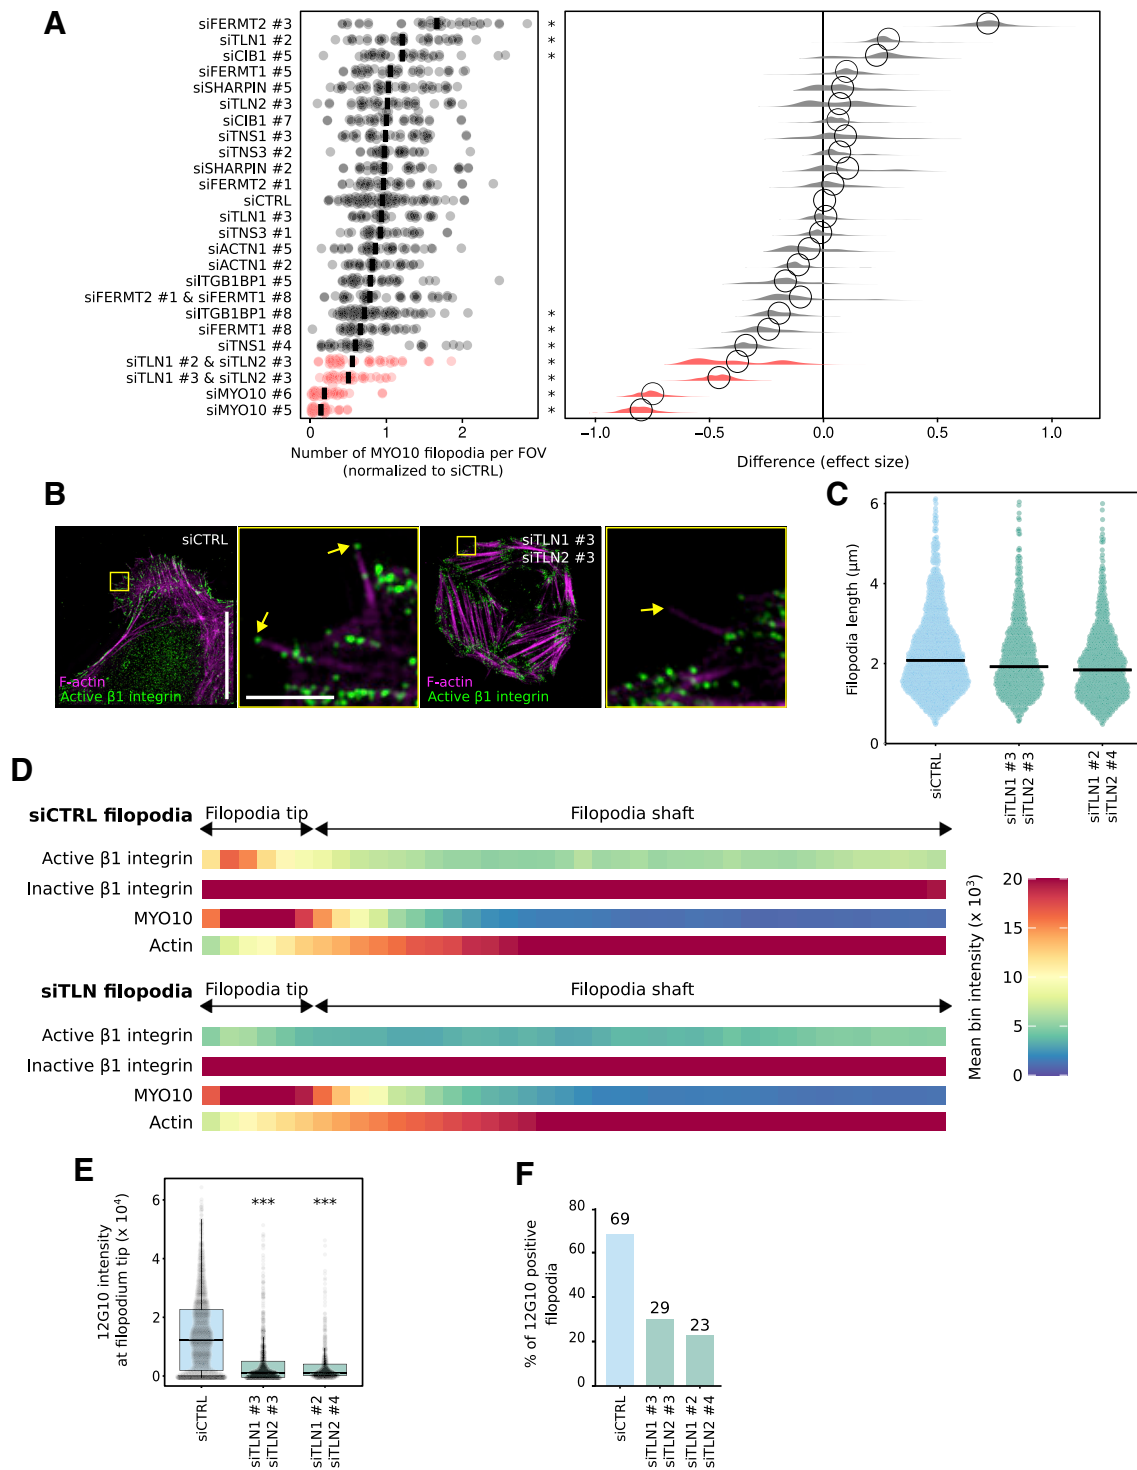 A
siFERMT2 #3
siTLN1 #2
siCIB1 #5
siFERMT1 #5
siSHARPIN #5
siTLN2 #3
siCIB1 #7
siTNS1 #3
siTNS3 #2
siSHARPIN #2
siFERMT2 #1
siCTRL
siTLN1 #3
siTNS3 #1
siACTN1 #5
siACTN1 #2
siITGB1BP1 #5
siFERMT2 #1 & siFERMT1 #8
siITGB1BP1 #8
siFERMT1 #8
siTNS1 #4
siTLN1 #2 & siTLN2 #3
siTLN1 #3 & siTLN2 #3
siMYO10 #6
siMYO10 #5
*
*
*
*
*
*
*
*
*
*
0 1 2
Number of MYO10 filopodia per FOV
(normalized to siCTRL)
−1.0 −0.5 0.0 0.5 1.0
Difference (effect size)
B
siCTRL
F-actin
Active β1 integrin
siTLN1 #3
siTLN2 #3
F-actin
Active β1 integrin
C
Filopodia length (μm)
6
4
2
0
siCTRL
siTLN1 #3
siTLN2 #3
siTLN1 #2
siTLN2 #4
D
siCTRL filopodia
Filopodia tip
Filopodia shaft
Active β1 integrin
Inactive β1 integrin
MYO10
Actin
siTLN filopodia
Filopodia tip
Filopodia shaft
Active β1 integrin
Inactive β1 integrin
MYO10
Actin
Mean bin intensity (x 10³)
20
15
10
5
0
E
12G10 intensity
at filopodium tip (x 10⁴)
6
4
2
0
***
***
siCTRL
siTLN1 #3
siTLN2 #3
siTLN1 #2
siTLN2 #4
F
% of 12G10 positive
filopodia
80
60
40
20
0
69
29
23
siCTRL
siTLN1 #3
siTLN2 #3
siTLN1 #2
siTLN2 #4